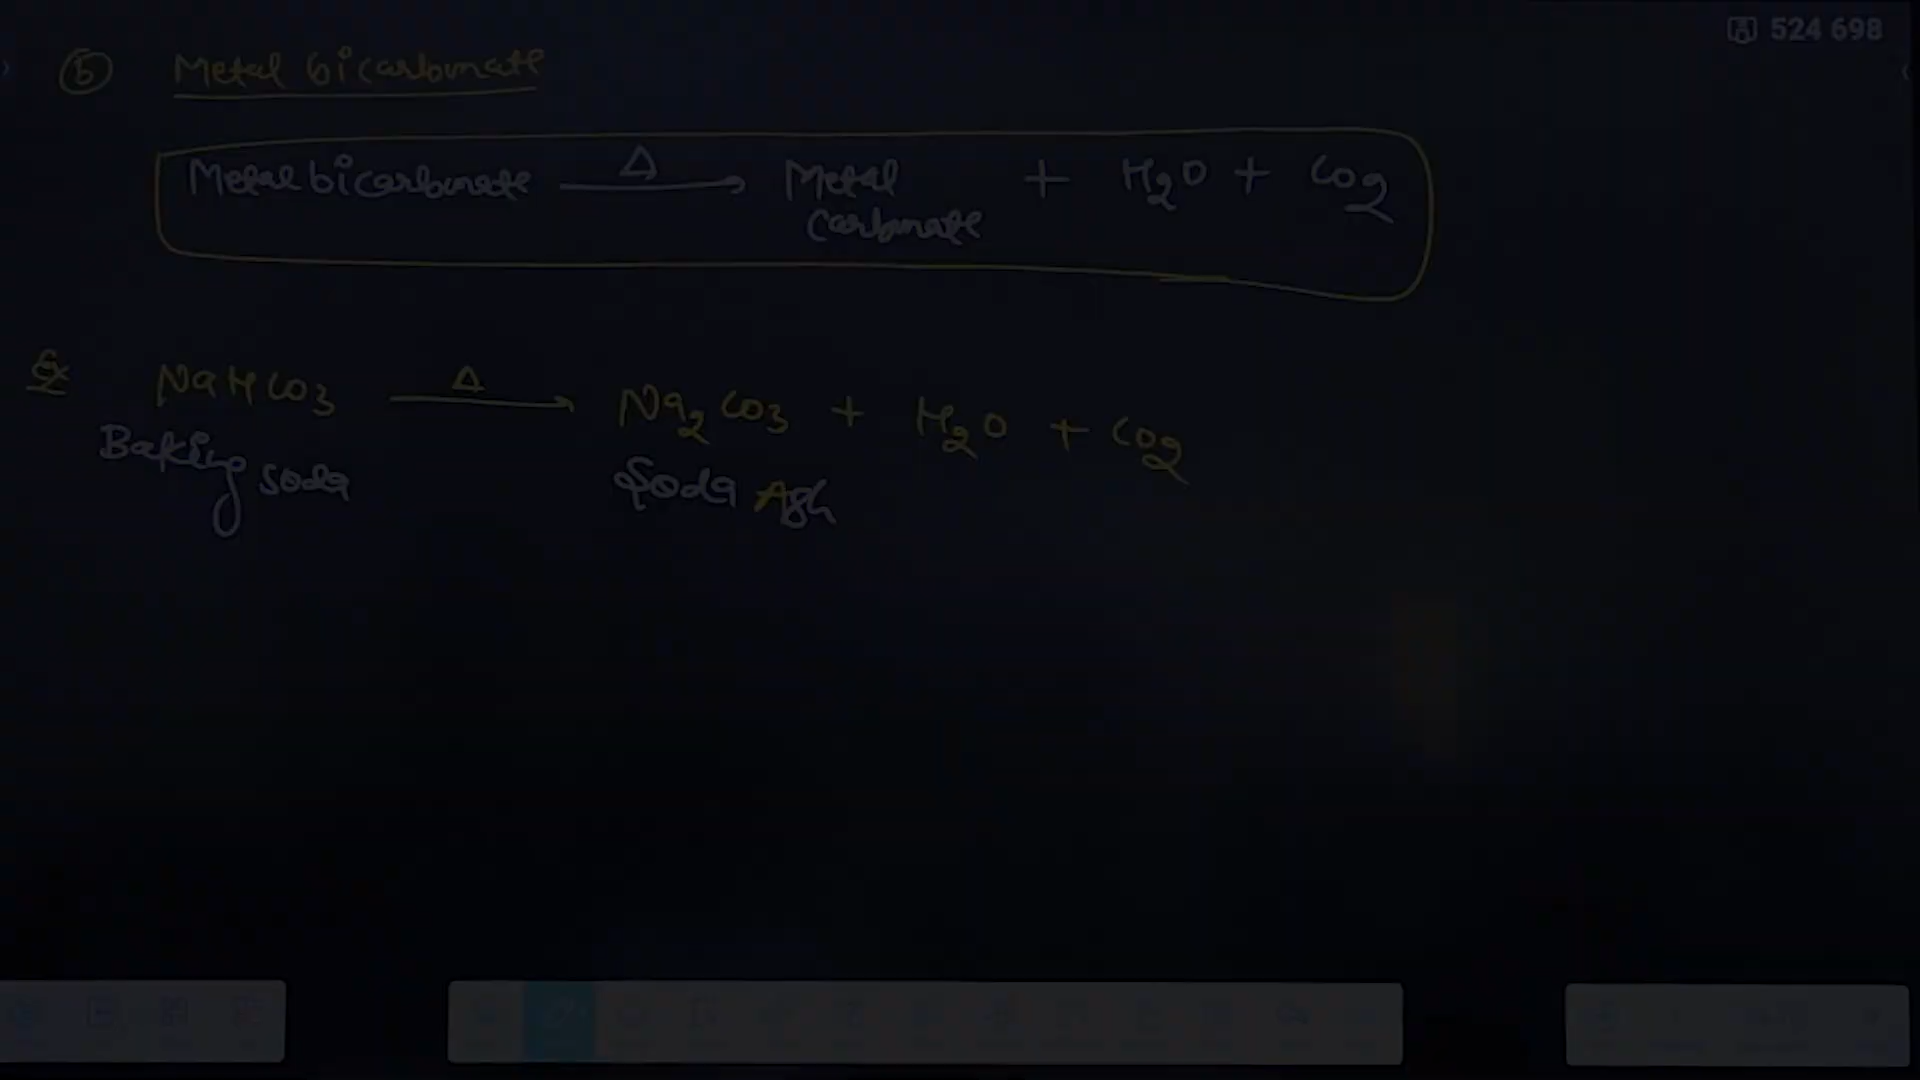 524 698
5 Metal bicarbonate
Metal bicarbonate Δ→ Metal carbonate + H2O + CO2
Ex NaHCO3 Δ→ Na2CO3 + H2O + CO2
Baking soda Soda Ash